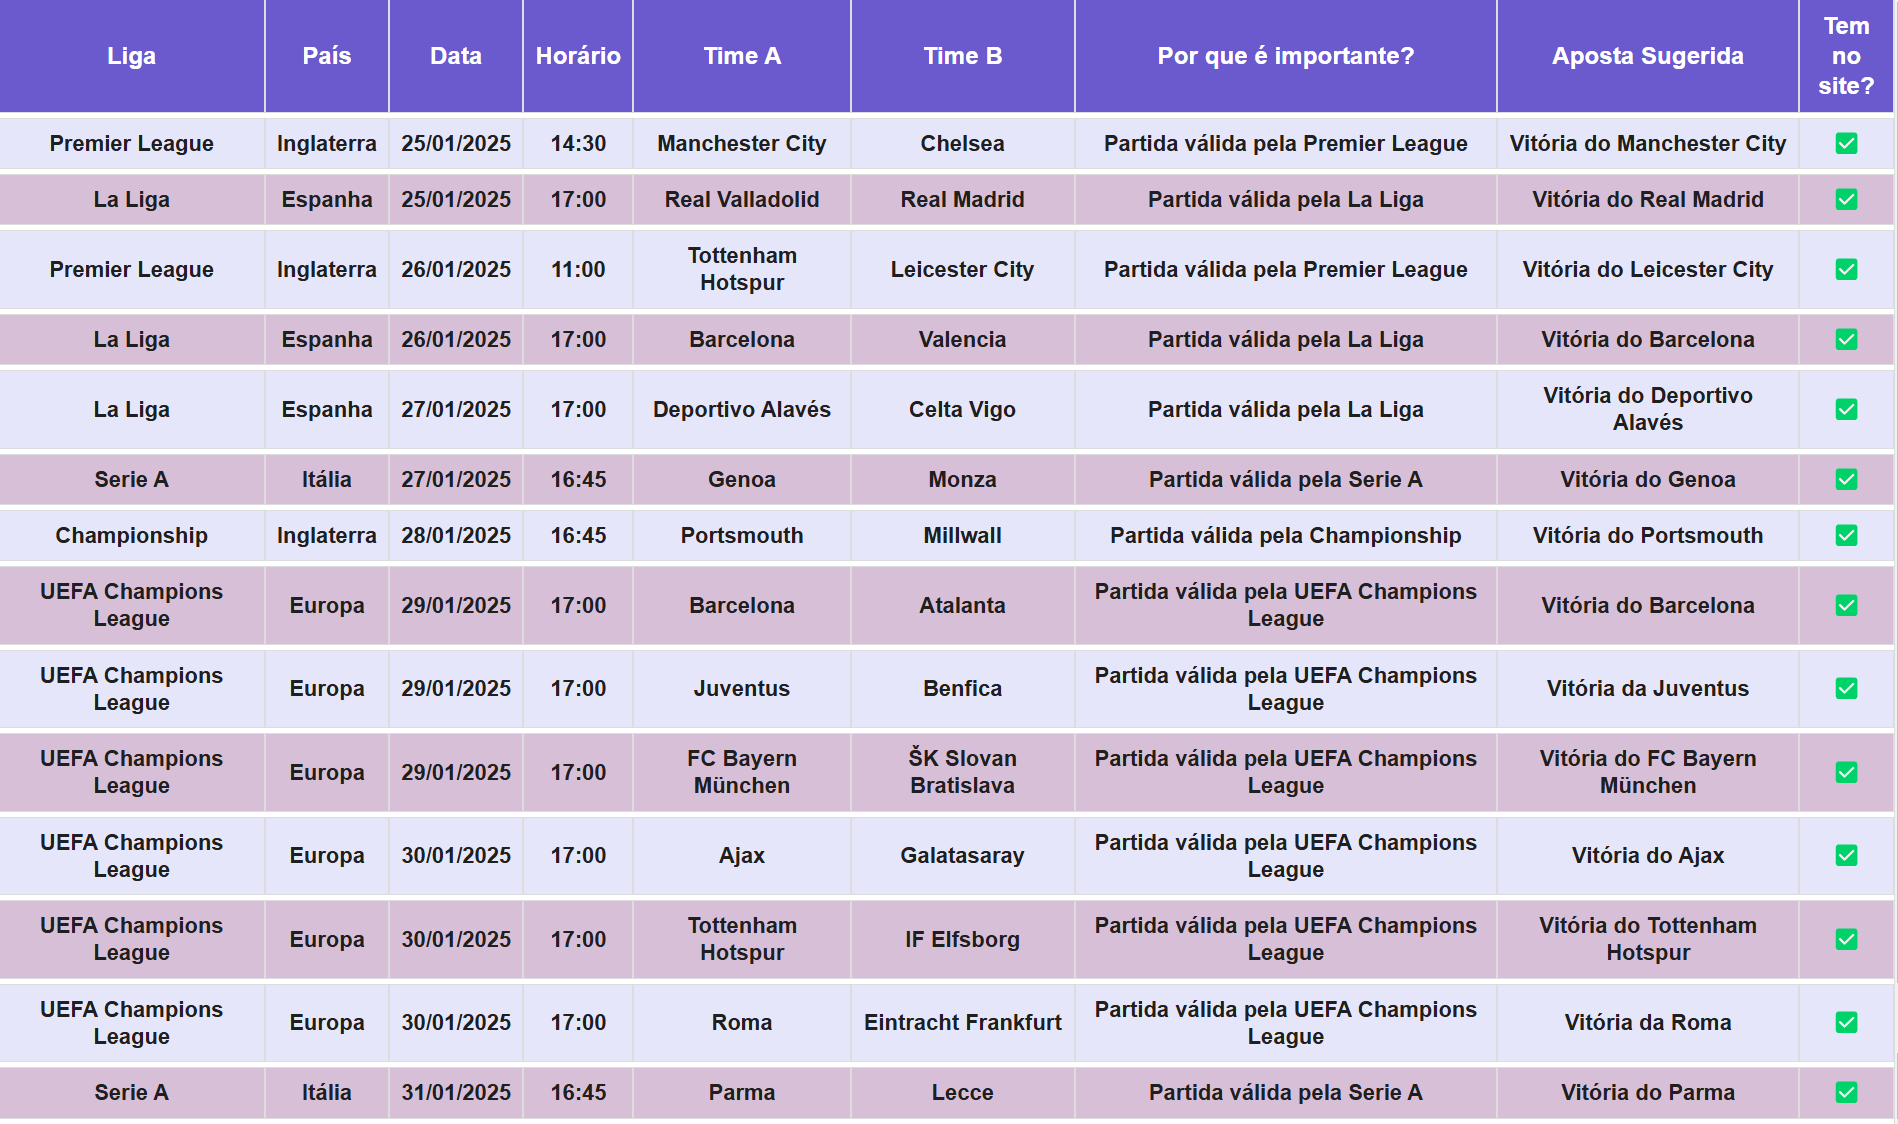 Liga País Data Horário Time A Time B Por que é importante? Aposta Sugerida Tem no site?
Premier League Inglaterra 25/01/2025 14:30 Manchester City Chelsea Partida válida pela Premier League Vitória do Manchester City ✅
La Liga Espanha 25/01/2025 17:00 Real Valladolid Real Madrid Partida válida pela La Liga Vitória do Real Madrid ✅
Premier League Inglaterra 26/01/2025 11:00 Tottenham Hotspur Leicester City Partida válida pela Premier League Vitória do Leicester City ✅
La Liga Espanha 26/01/2025 17:00 Barcelona Valencia Partida válida pela La Liga Vitória do Barcelona ✅
La Liga Espanha 27/01/2025 17:00 Deportivo Alavés Celta Vigo Partida válida pela La Liga Vitória do Deportivo Alavés ✅
Serie A Itália 27/01/2025 16:45 Genoa Monza Partida válida pela Serie A Vitória do Genoa ✅
Championship Inglaterra 28/01/2025 16:45 Portsmouth Millwall Partida válida pela Championship Vitória do Portsmouth ✅
UEFA Champions League Europa 29/01/2025 17:00 Barcelona Atalanta Partida válida pela UEFA Champions League Vitória do Barcelona ✅
UEFA Champions League Europa 29/01/2025 17:00 Juventus Benfica Partida válida pela UEFA Champions League Vitória da Juventus ✅
UEFA Champions League Europa 29/01/2025 17:00 FC Bayern München ŠK Slovan Bratislava Partida válida pela UEFA Champions League Vitória do FC Bayern München ✅
UEFA Champions League Europa 30/01/2025 17:00 Ajax Galatasaray Partida válida pela UEFA Champions League Vitória do Ajax ✅
UEFA Champions League Europa 30/01/2025 17:00 Tottenham Hotspur IF Elfsborg Partida válida pela UEFA Champions League Vitória do Tottenham Hotspur ✅
UEFA Champions League Europa 30/01/2025 17:00 Roma Eintracht Frankfurt Partida válida pela UEFA Champions League Vitória da Roma ✅
Serie A Itália 31/01/2025 16:45 Parma Lecce Partida válida pela Serie A Vitória do Parma ✅